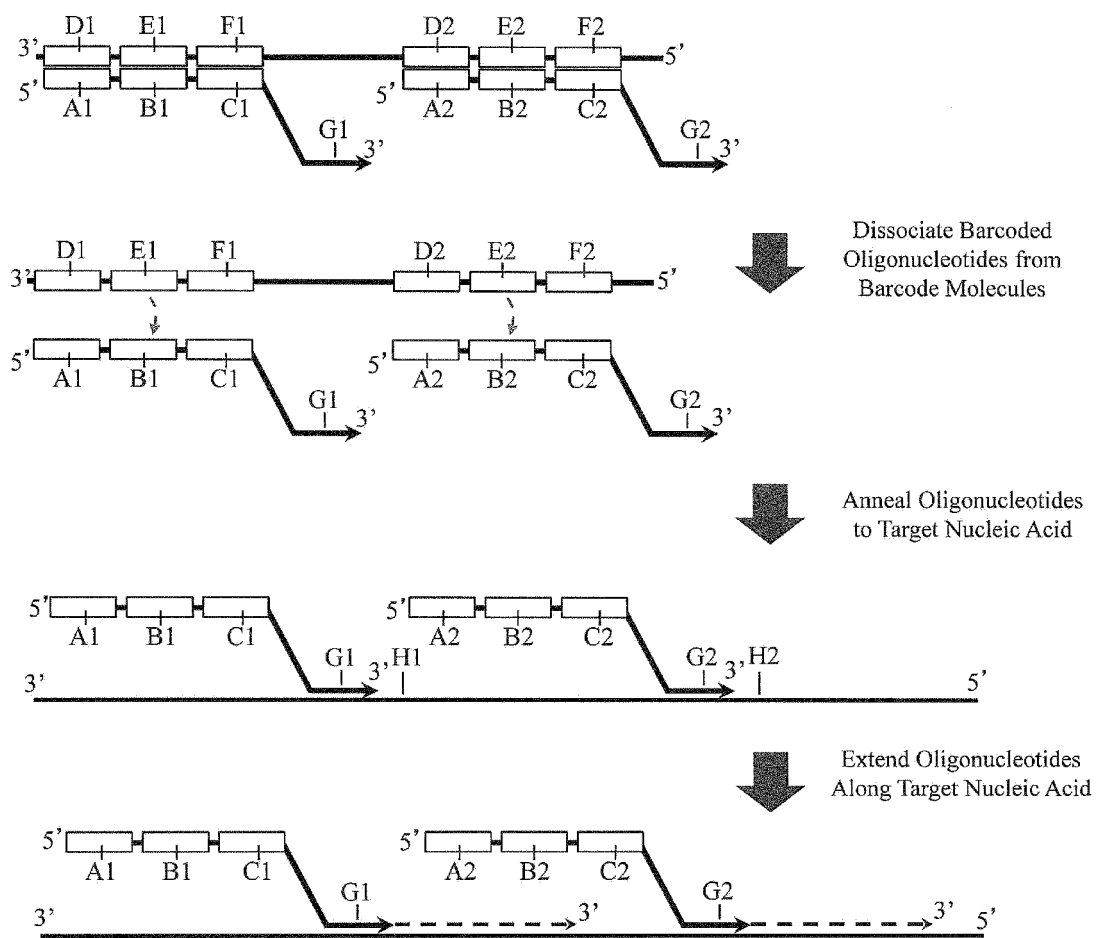 D1 E1 F1 D2 E2 F2
3' 5'
5' 5'
A1 B1 C1 A2 B2 C2
G1 3' G2 3'
D1 E1 F1 D2 E2 F2
3' 5'
Dissociate Barcoded
Oligonucleotides from
Barcode Molecules
5' 5'
A1 B1 C1 A2 B2 C2
G1 3' G2 3'
Anneal Oligonucleotides
to Target Nucleic Acid
5' 5'
A1 B1 C1 A2 B2 C2
G1 3' H1 G2 3' H2
3' 5'
Extend Oligonucleotides
Along Target Nucleic Acid
5' 5'
A1 B1 C1 A2 B2 C2
G1 G2
3' 3' 3' 5'